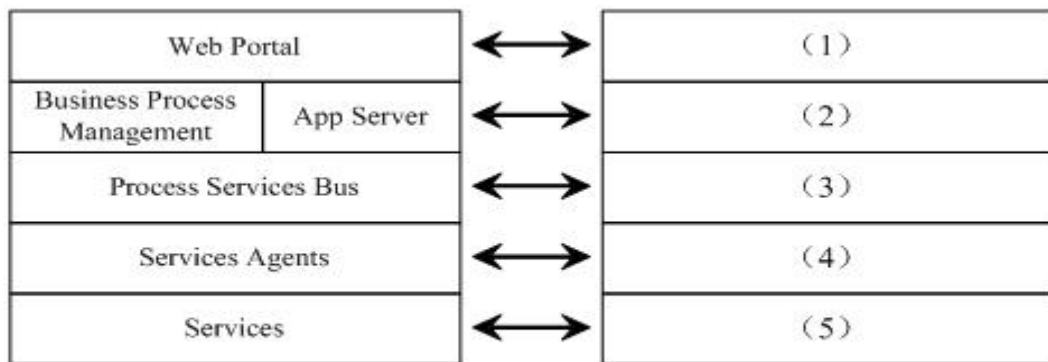 Web Portal
（1）
Business Process
Management
App Server
（2）
Process Services Bus
（3）
Services Agents
（4）
Services
（5）